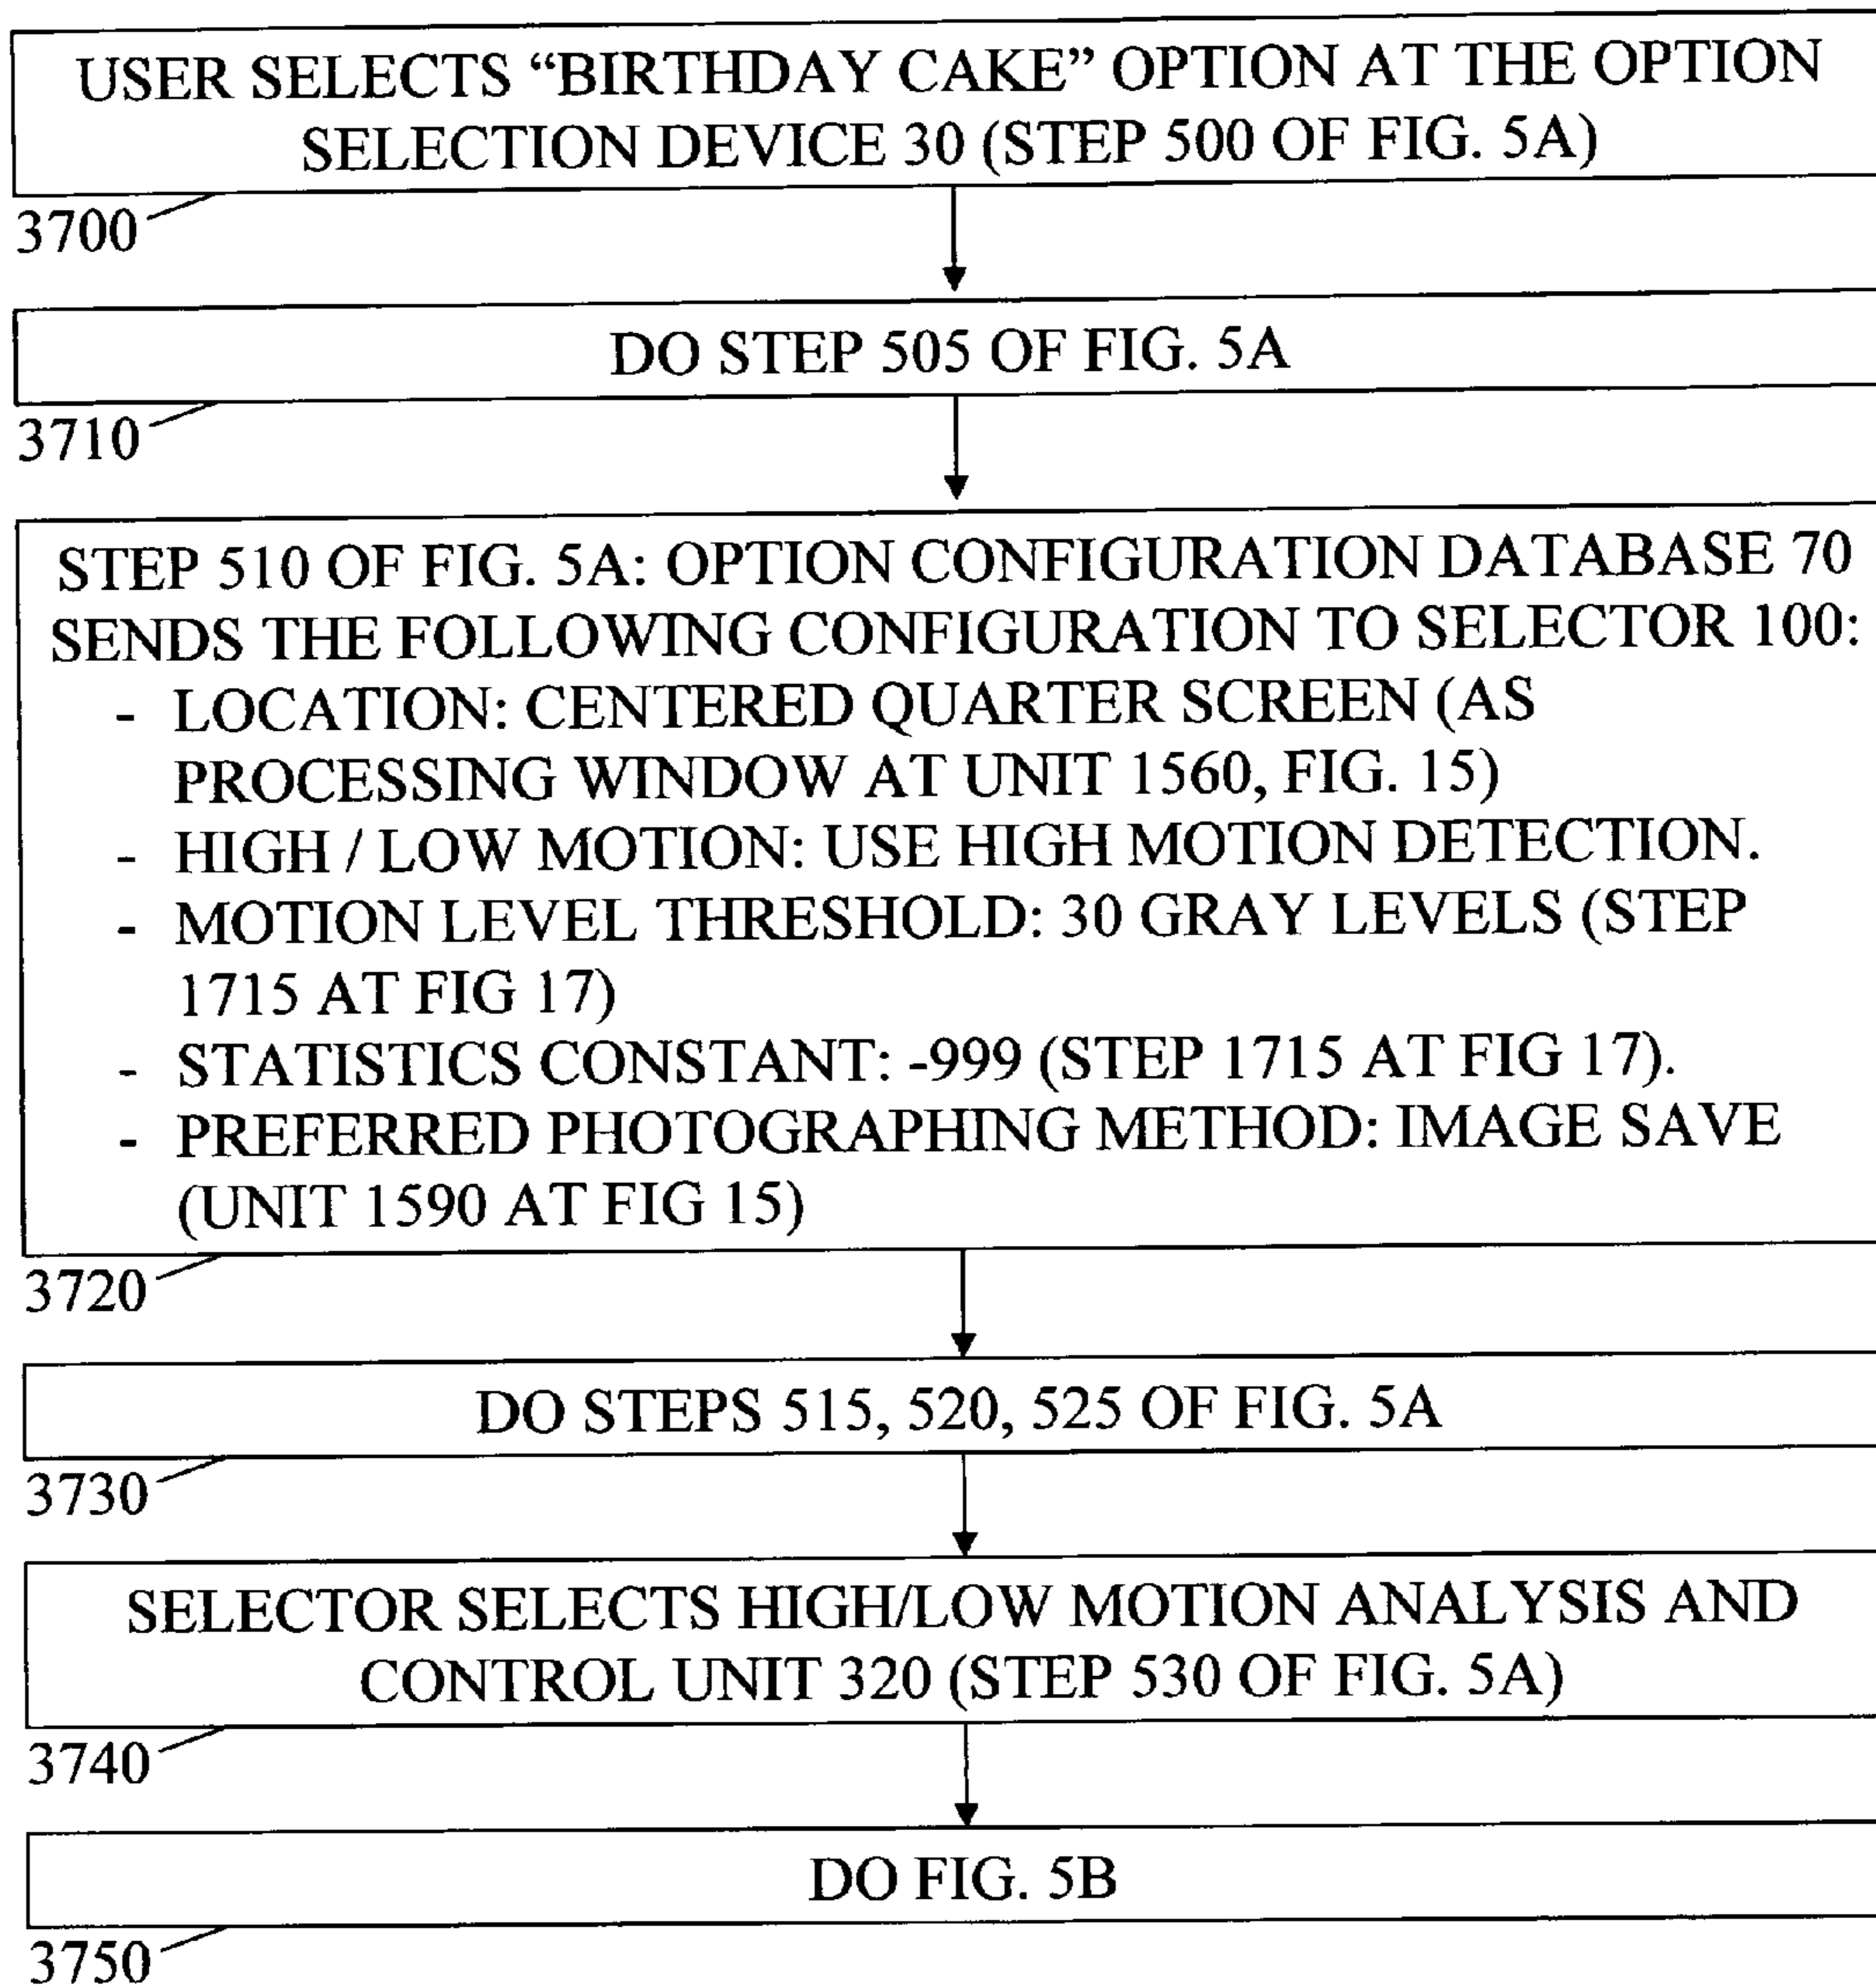 USER SELECTS “BIRTHDAY CAKE” OPTION AT THE OPTION
SELECTION DEVICE 30 (STEP 500 OF FIG. 5A)
3700
DO STEP 505 OF FIG. 5A
3710
STEP 510 OF FIG. 5A: OPTION CONFIGURATION DATABASE 70
SENDS THE FOLLOWING CONFIGURATION TO SELECTOR 100:
- LOCATION: CENTERED QUARTER SCREEN (AS
PROCESSING WINDOW AT UNIT 1560, FIG. 15)
- HIGH / LOW MOTION: USE HIGH MOTION DETECTION.
- MOTION LEVEL THRESHOLD: 30 GRAY LEVELS (STEP
1715 AT FIG 17)
- STATISTICS CONSTANT: -999 (STEP 1715 AT FIG 17).
- PREFERRED PHOTOGRAPHING METHOD: IMAGE SAVE
(UNIT 1590 AT FIG 15)
3720
DO STEPS 515, 520, 525 OF FIG. 5A
3730
SELECTOR SELECTS HIGH/LOW MOTION ANALYSIS AND
CONTROL UNIT 320 (STEP 530 OF FIG. 5A)
3740
DO FIG. 5B
3750